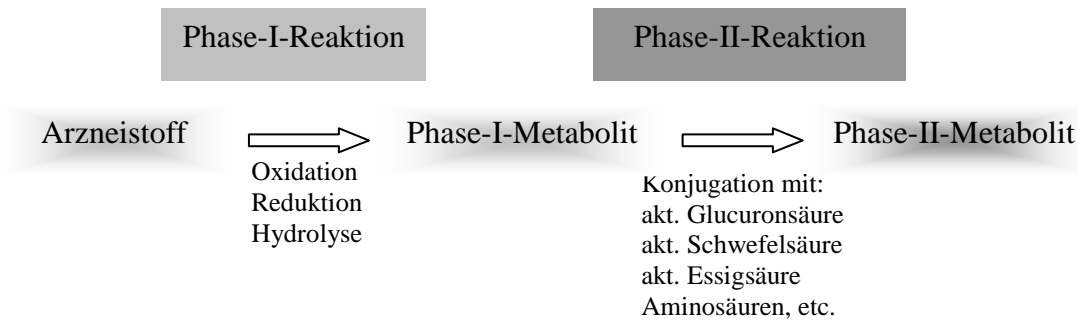 Phase-I-Reaktion
Phase-II-Reaktion
Arzneistoff
Phase-I-Metabolit
Phase-II-Metabolit
Oxidation
Reduktion
Hydrolyse
Konjugation mit:
akt. Glucuronsäure
akt. Schwefelsäure
akt. Essigsäure
Aminosäuren, etc.